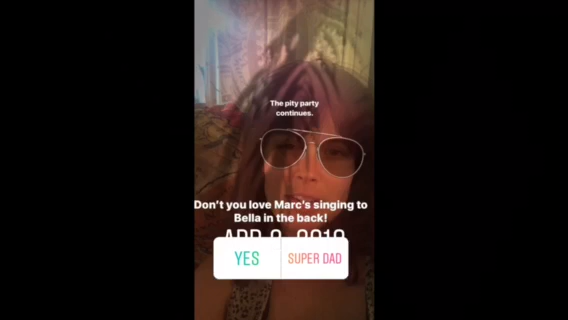 The pity party
continues.
Don't you love Marc's singing to
Bella in the back!
YES
SUPER DAD